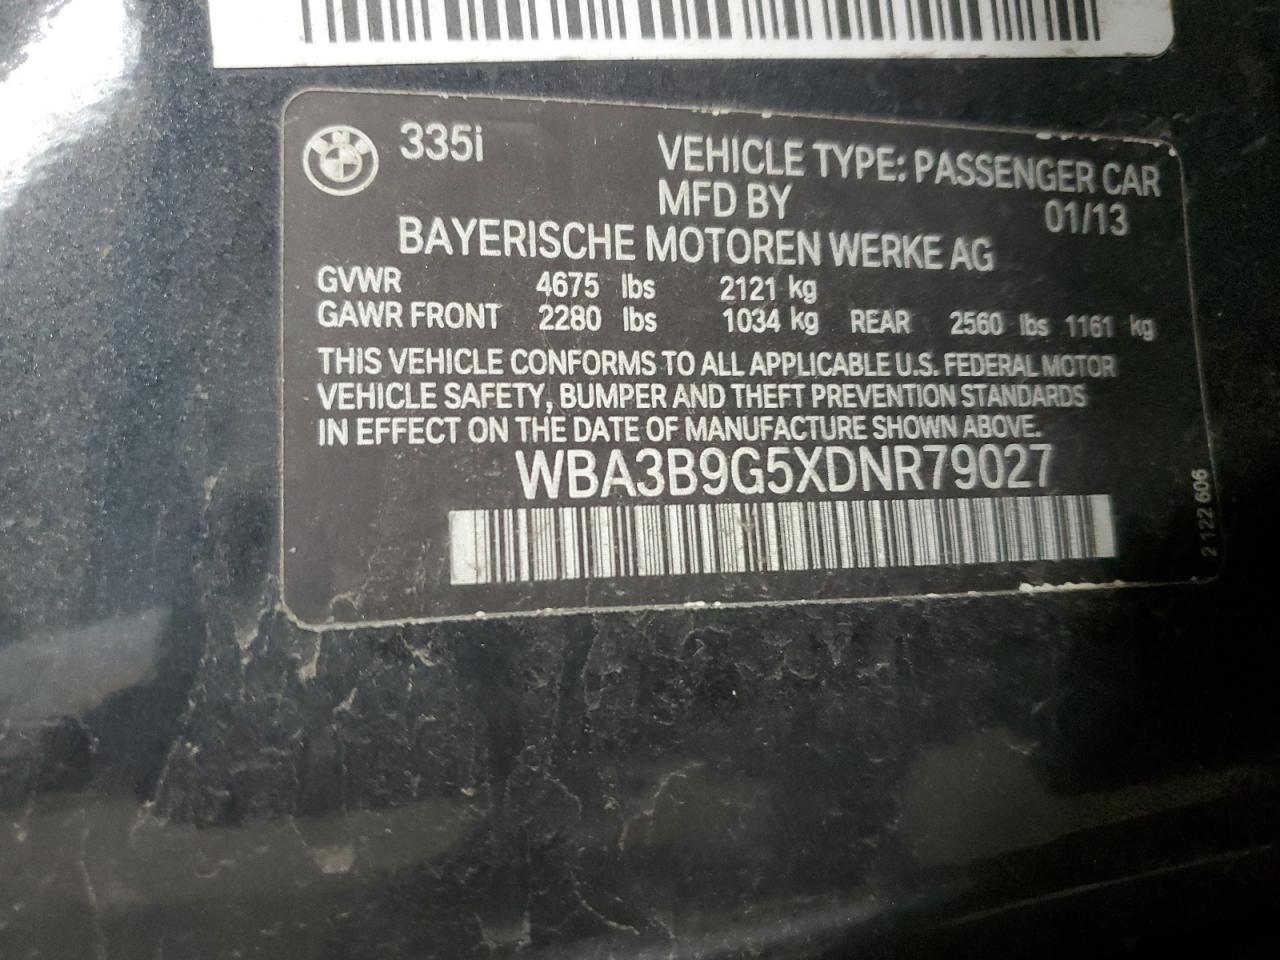 335i
VEHICLE TYPE: PASSENGER CAR
MFD BY 01/13
BAYERISCHE MOTOREN WERKE AG
GVWR 4675 lbs 2121 kg
GAWR FRONT 2280 lbs 1034 kg REAR 2560 lbs 1161 kg
THIS VEHICLE CONFORMS TO ALL APPLICABLE U.S. FEDERAL MOTOR
VEHICLE SAFETY, BUMPER AND THEFT PREVENTION STANDARDS
IN EFFECT ON THE DATE OF MANUFACTURE SHOWN ABOVE.
WBA3B9G5XDNR79027
2 122 606